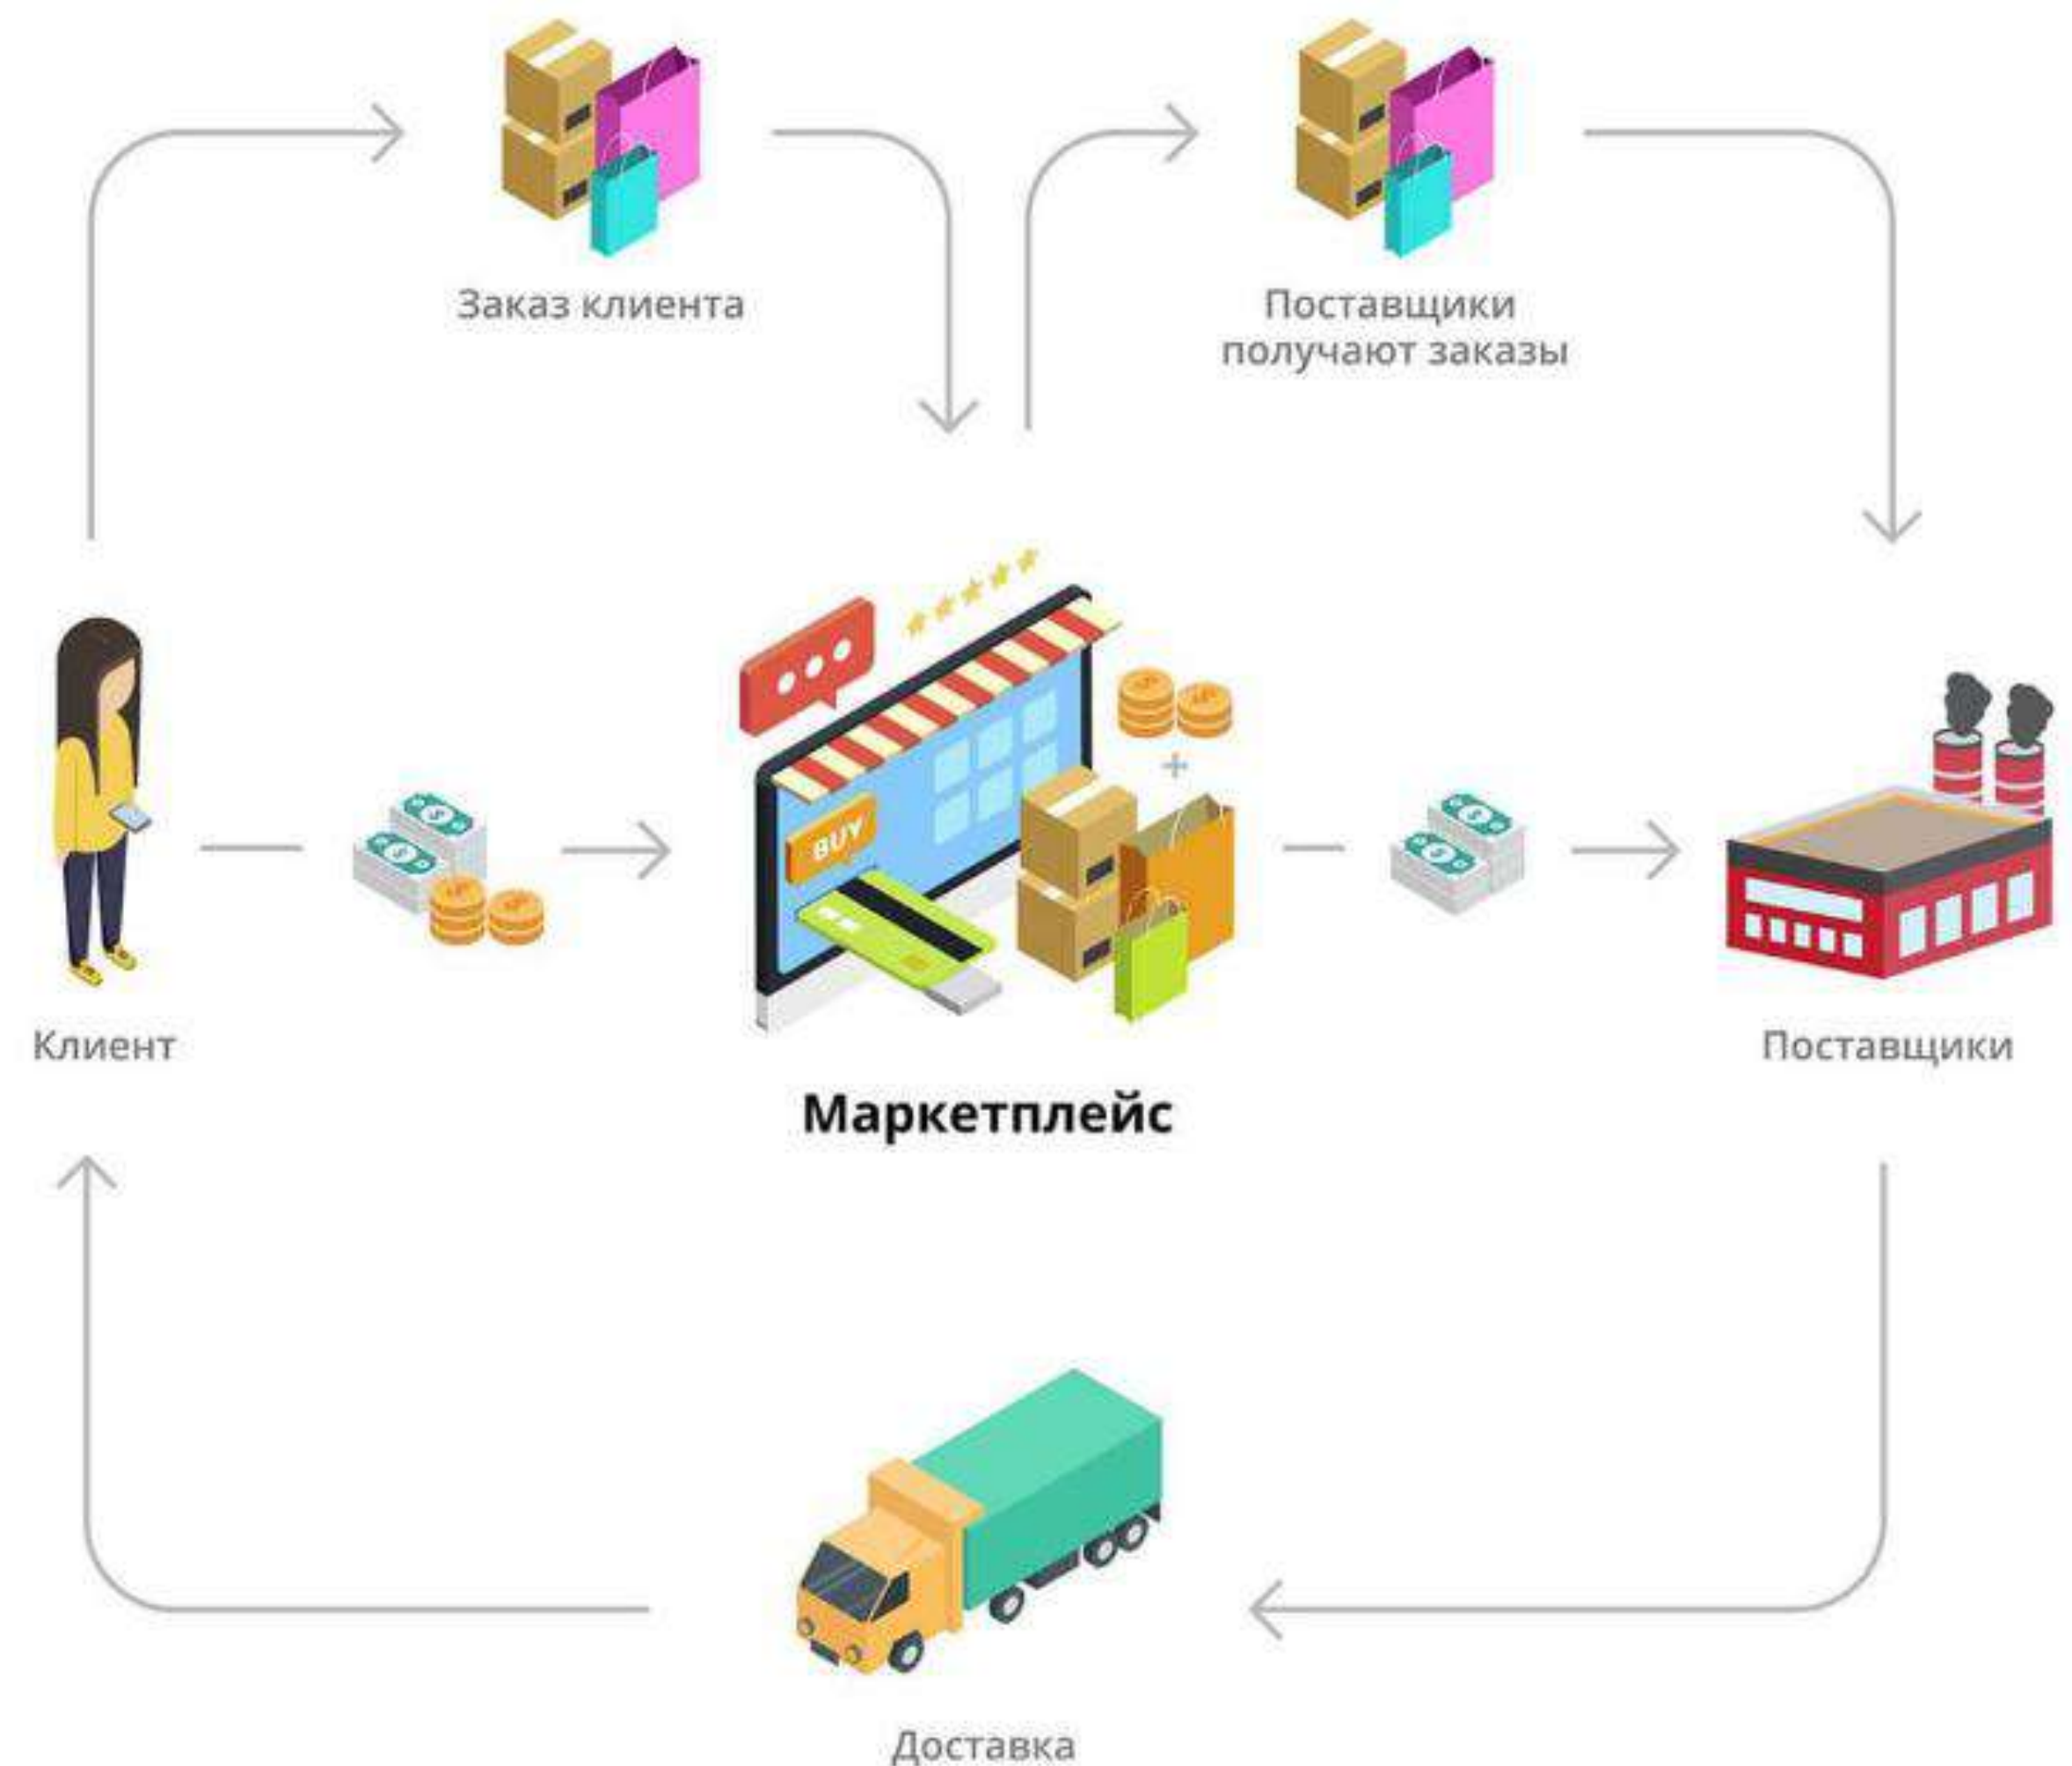 Заказ клиента
Поставщики
получают заказы
BUY
Клиент
Поставщики
Маркетплейс
Доставка